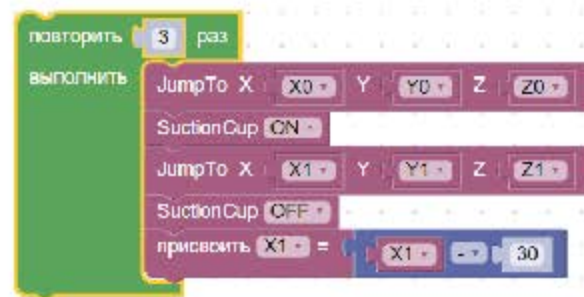 повторить 3 раз
выполнить
JumpTo X X0 Y Y0 Z Z0
SuctionCup ON
JumpTo X X1 Y Y1 Z Z1
SuctionCup OFF
присвоить X1 = X1 - 30